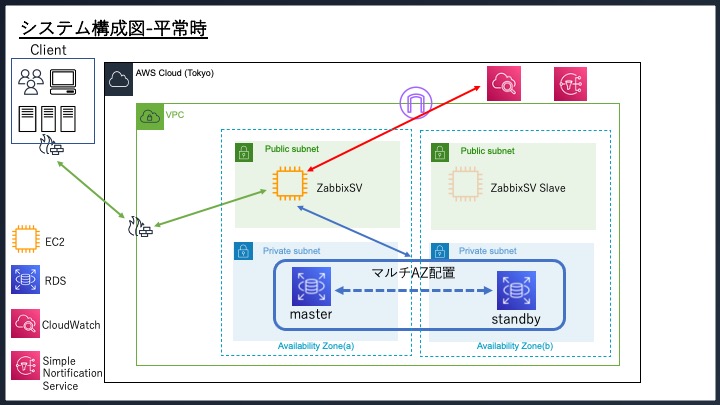 システム構成図-平常時
Client
AWS Cloud (Tokyo)
VPC
Public subnet
ZabbixSV
Public subnet
ZabbixSV Slave
Private subnet
Private subnet
マルチAZ配置
master
standby
Availability Zone(a)
Availability Zone(b)
EC2
RDS
CloudWatch
Simple
Nortification
Service